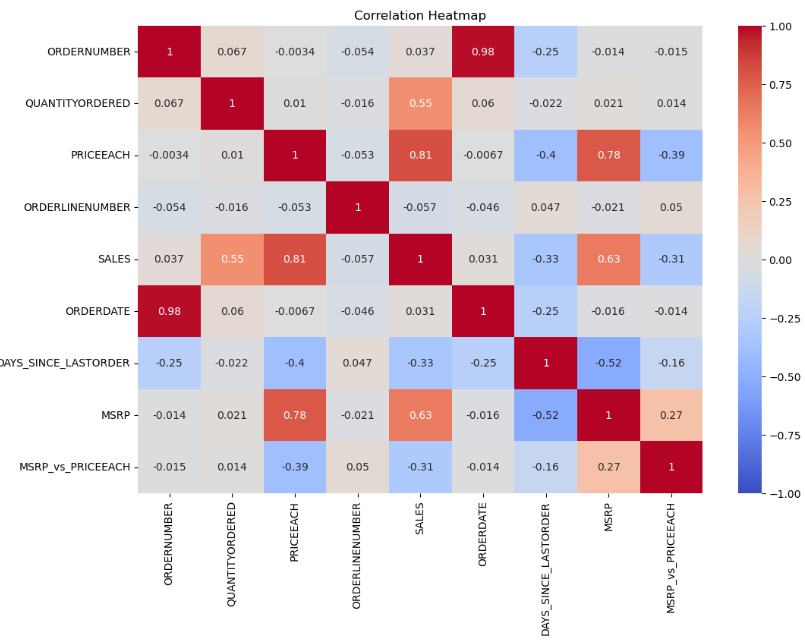 Correlation Heatmap
ORDERNUMBER 1 0.067 -0.0034 -0.054 0.037 0.98 -0.25 -0.014 -0.015
QUANTITYORDERED 0.067 1 0.01 -0.016 0.55 0.06 -0.022 0.021 0.014
PRICEEACH -0.0034 0.01 1 -0.053 0.81 -0.0067 -0.4 0.78 -0.39
ORDERLINENUMBER -0.054 -0.016 -0.053 1 -0.057 -0.046 0.047 -0.021 0.05
SALES 0.037 0.55 0.81 -0.057 1 0.031 -0.33 0.63 -0.31
ORDERDATE 0.98 0.06 -0.0067 -0.046 0.031 1 -0.25 -0.016 -0.014
DAYS_SINCE_LASTORDER -0.25 -0.022 -0.4 0.047 -0.33 -0.25 1 -0.52 -0.16
MSRP -0.014 0.021 0.78 -0.021 0.63 -0.016 -0.52 1 0.27
MSRP_vs_PRICEEACH -0.015 0.014 -0.39 0.05 -0.31 -0.014 -0.16 0.27 1
ORDERNUMBER
QUANTITYORDERED
PRICEEACH
ORDERLINENUMBER
SALES
ORDERDATE
DAYS_SINCE_LASTORDER
MSRP
MSRP_vs_PRICEEACH
1.00
0.75
0.50
0.25
0.00
−0.25
−0.50
−0.75
−1.00